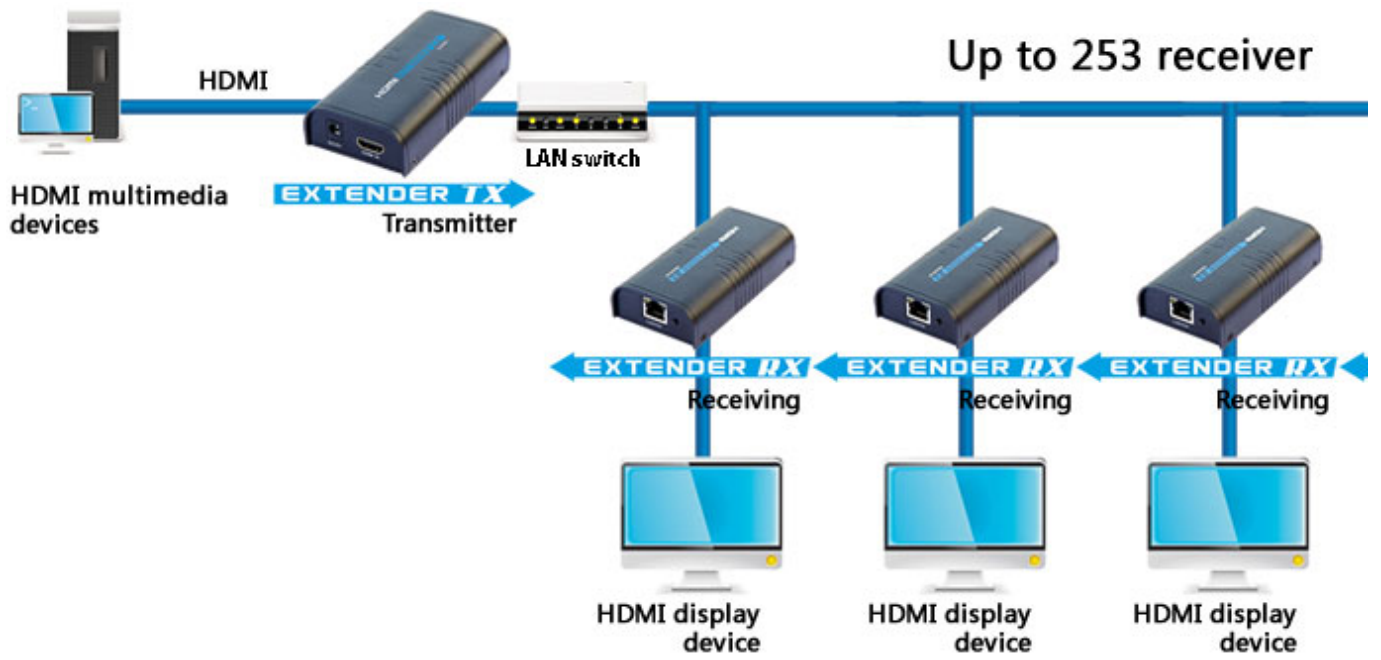 Up to 253 receiver
HDMI
LAN switch
HDMI multimedia
devices
EXTENDER TX
Transmitter
EXTENDER RX
Receiving
EXTENDER RX
Receiving
EXTENDER RX
Receiving
HDMI display
device
HDMI display
device
HDMI display
device